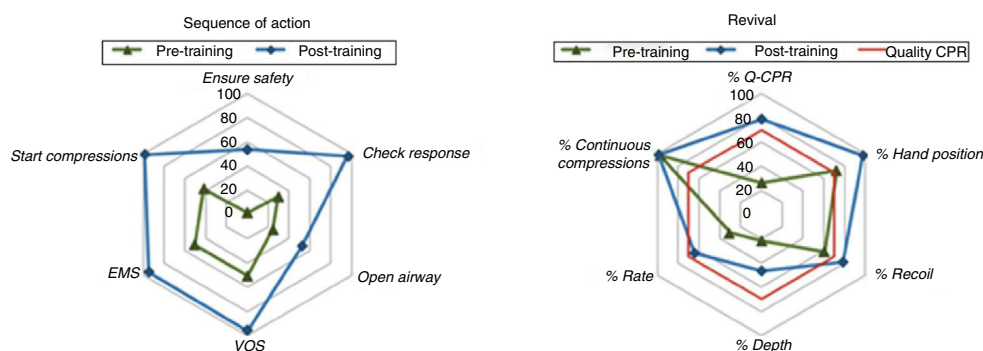 Sequence of action
Pre-training Post-training
Ensure safety
100
80
60
40
20
0
Check response
Open airway
VOS
EMS
Start compressions
Revival
Pre-training Post-training Quality CPR
% Q-CPR
100
80
60
40
20
0
% Hand position
% Recoil
% Depth
% Rate
% Continuous
compressions